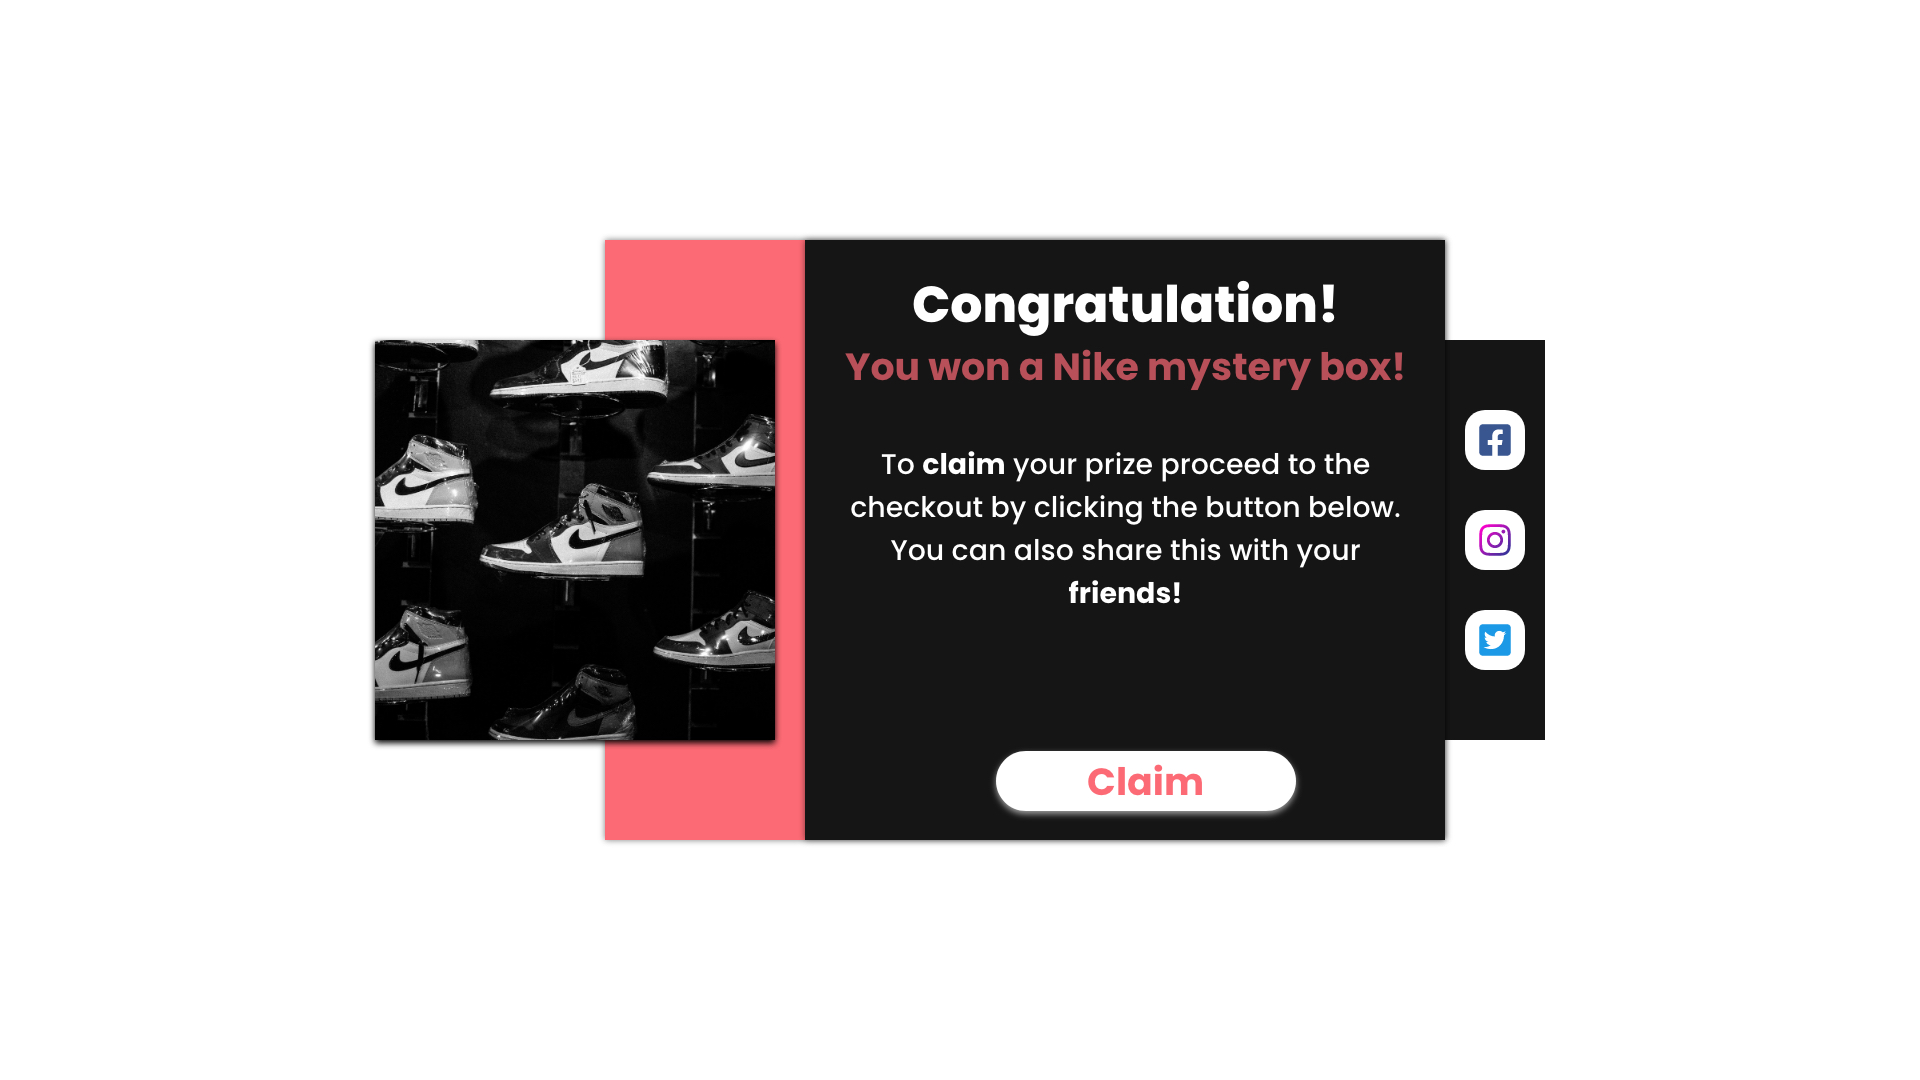 Congratulation!
You won a Nike mystery box!
To claim your prize proceed to the
checkout by clicking the button below.
You can also share this with your
friends!
Claim